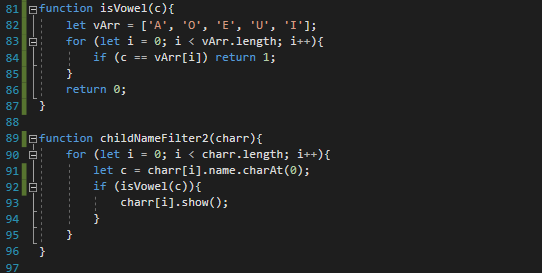 81 function isVowel(c){
82     let vArr = ['A', 'O', 'E', 'U', 'I'];
83     for (let i = 0; i < vArr.length; i++){
84         if (c == vArr[i]) return 1;
85     }
86     return 0;
87 }
88
89 function childNameFilter2(charr){
90     for (let i = 0; i < charr.length; i++){
91         let c = charr[i].name.charAt(0);
92         if (isVowel(c)){
93             charr[i].show();
94         }
95     }
96 }
97